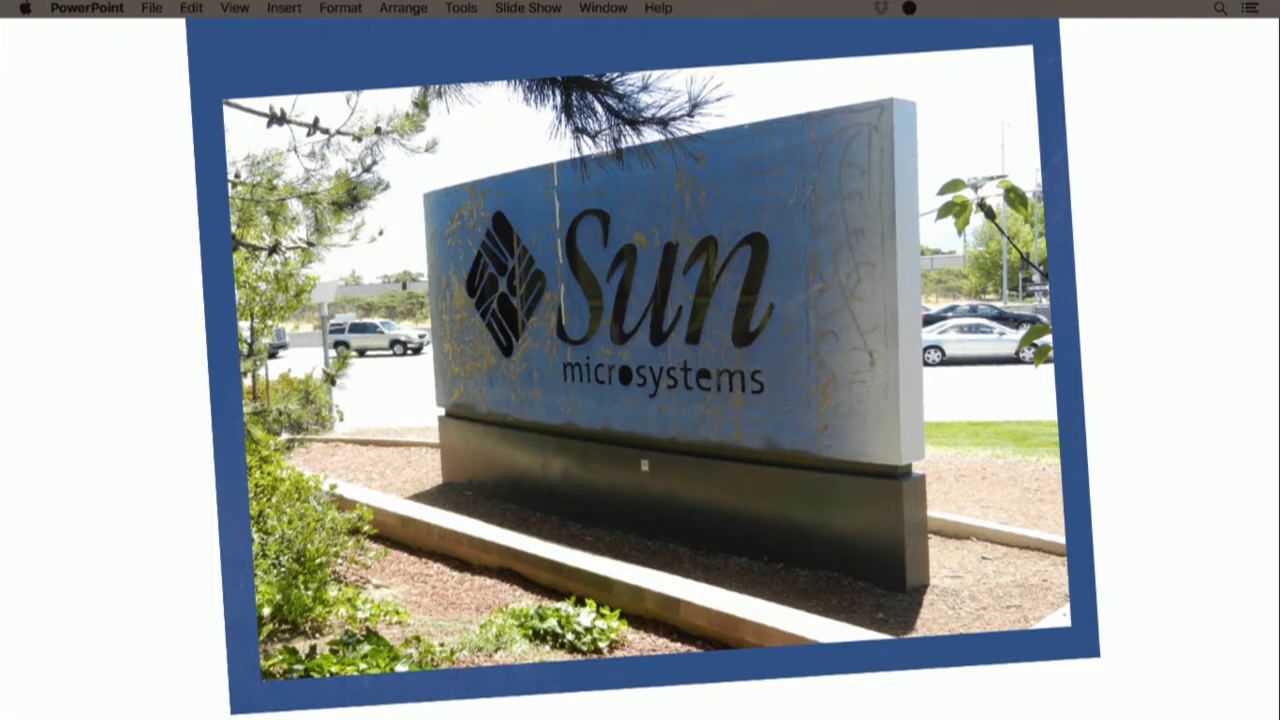 PowerPoint File Edit View Insert Format Arrange Tools Slide Show Window Help
Sun
microsystems